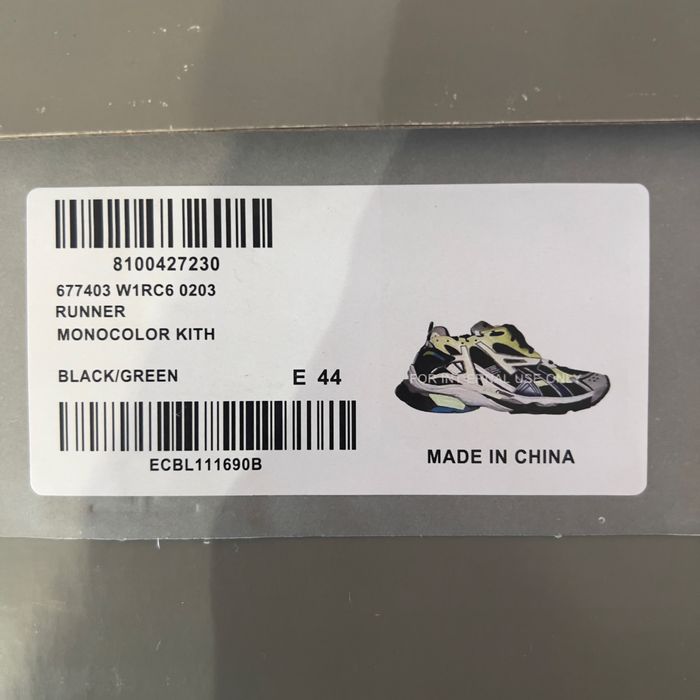 8100427230
677403 W1RC6 0203
RUNNER
MONOCOLOR KITH
BLACK/GREEN E 44
FOR INTERNAL USE ONLY
ECBL111690B
MADE IN CHINA